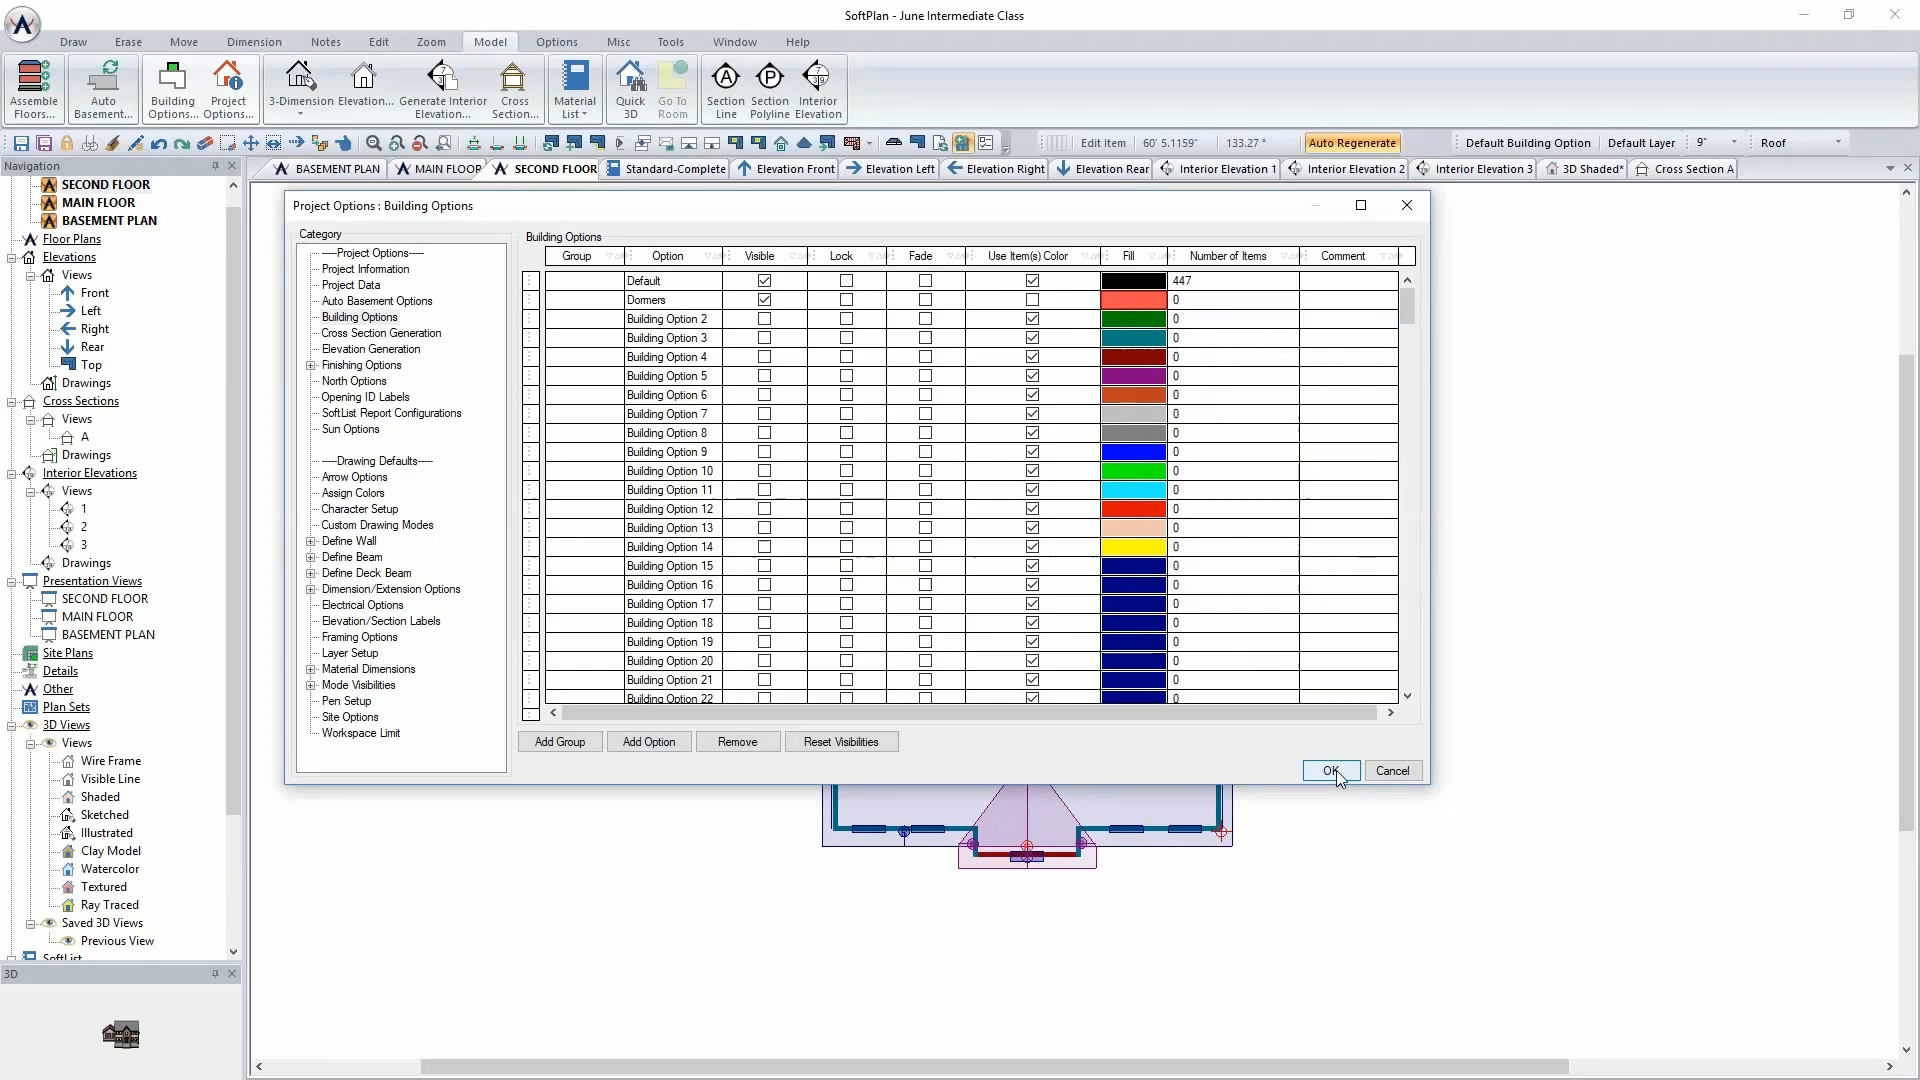 SoftPlan - June Intermediate Class
Draw Erase Move Dimension Notes Edit Zoom Model Options Misc Tools Window Help
Assemble Floors...
Auto Basement...
Building Options...
Project Options...
3-Dimension
Elevation...
Generate Interior Elevation...
Cross Section...
Material List
Quick 3D
Go To Room
Section Line
Section Polyline
Interior Elevation
Edit Item 60' 5.1159" 133.27 ° Auto Regenerate Default Building Option Default Layer 9" Roof
BASEMENT PLAN MAIN FLOOR SECOND FLOOR Standard-Complete Elevation Front Elevation Left Elevation Right Elevation Rear Interior Elevation 1 Interior Elevation 2 Interior Elevation 3 3D Shaded* Cross Section A
Navigation
SECOND FLOOR
MAIN FLOOR
BASEMENT PLAN
Floor Plans
Elevations
Views
Front
Left
Right
Rear
Top
Drawings
Cross Sections
Views
A
Drawings
Interior Elevations
Views
1
2
3
Drawings
Presentation Views
SECOND FLOOR
MAIN FLOOR
BASEMENT PLAN
Site Plans
Details
Other
Plan Sets
3D Views
Views
Wire Frame
Visible Line
Shaded
Sketched
Illustrated
Clay Model
Watercolor
Textured
Ray Traced
Saved 3D Views
Previous View
SoftList
3D
Project Options : Building Options
Category
-----Project Options-----
Project Information
Project Data
Auto Basement Options
Building Options
Cross Section Generation
Elevation Generation
Finishing Options
North Options
Opening ID Labels
SoftList Report Configurations
Sun Options
-----Drawing Defaults-----
Arrow Options
Assign Colors
Character Setup
Custom Drawing Modes
Define Wall
Define Beam
Define Deck Beam
Dimension/Extension Options
Electrical Options
Elevation/Section Labels
Framing Options
Layer Setup
Material Dimensions
Mode Visibilities
Pen Setup
Site Options
Workspace Limit
Building Options
Group Option Visible Lock Fade Use Item(s) Color Fill Number of Items Comment
Default 447
Dormers 0
Building Option 2 0
Building Option 3 0
Building Option 4 0
Building Option 5 0
Building Option 6 0
Building Option 7 0
Building Option 8 0
Building Option 9 0
Building Option 10 0
Building Option 11 0
Building Option 12 0
Building Option 13 0
Building Option 14 0
Building Option 15 0
Building Option 16 0
Building Option 17 0
Building Option 18 0
Building Option 19 0
Building Option 20 0
Building Option 21 0
Building Option 22 0
Add Group Add Option Remove Reset Visibilities
OK Cancel